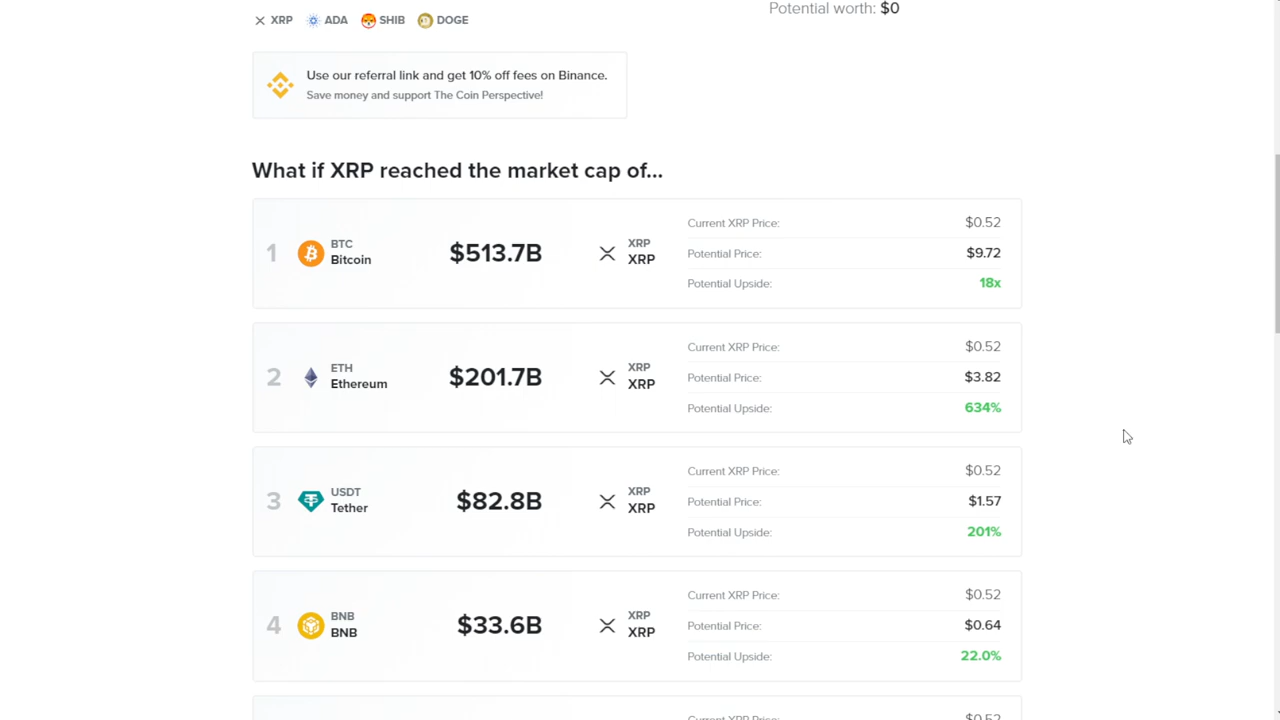 Potential worth: $0
XRP ADA SHIB DOGE
Use our referral link and get 10% off fees on Binance.
Save money and support The Coin Perspective!
What if XRP reached the market cap of...
1 BTC Bitcoin $513.7B XRP XRP
Current XRP Price: $0.52
Potential Price: $9.72
Potential Upside: 18x
2 ETH Ethereum $201.7B XRP XRP
Current XRP Price: $0.52
Potential Price: $3.82
Potential Upside: 634%
3 USDT Tether $82.8B XRP XRP
Current XRP Price: $0.52
Potential Price: $1.57
Potential Upside: 201%
4 BNB BNB $33.6B XRP XRP
Current XRP Price: $0.52
Potential Price: $0.64
Potential Upside: 22.0%
Current XRP Price: $0.52